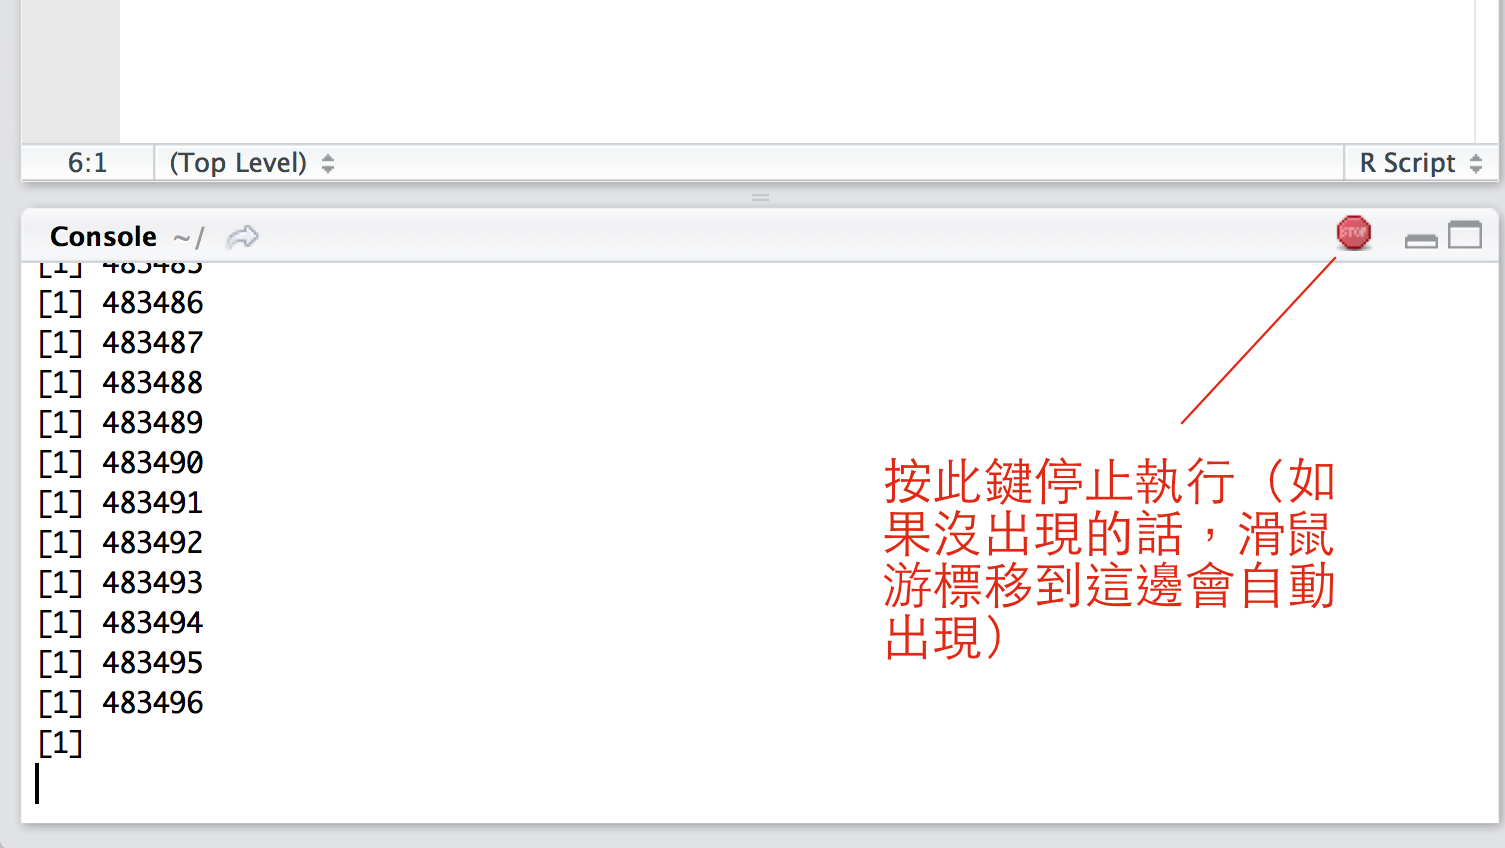 6:1 (Top Level) R Script
Console ~/ STOP
[1] 483485
[1] 483486
[1] 483487
[1] 483488
[1] 483489
[1] 483490
[1] 483491
[1] 483492
[1] 483493
[1] 483494
[1] 483495
[1] 483496
[1]
按此鍵停止執行（如
果沒出現的話，滑鼠
游標移到這邊會自動
出現）